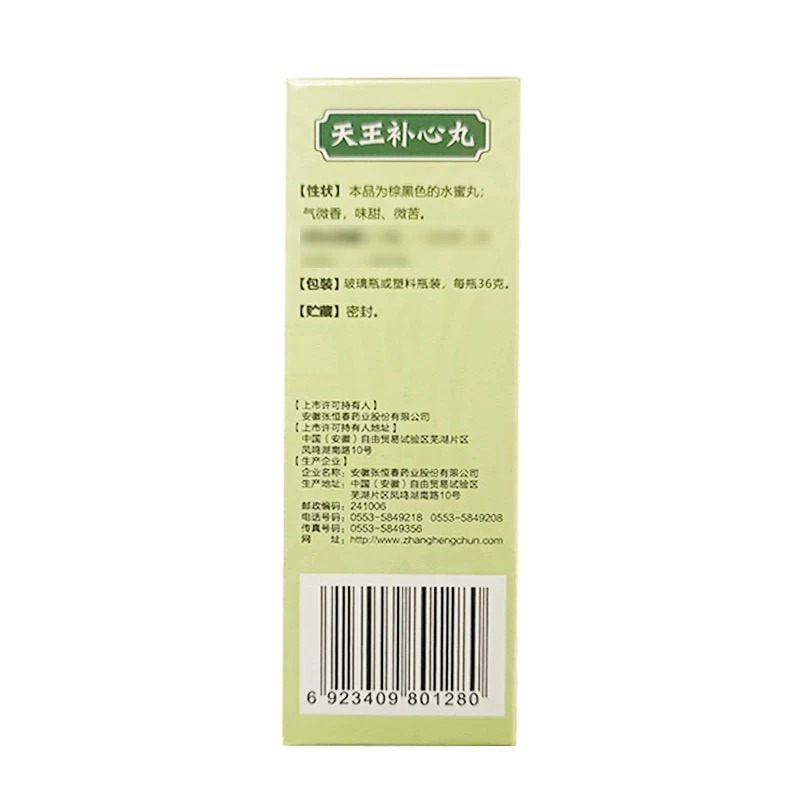 天王补心丸
【性状】本品为棕黑色的水蜜丸；
气微香，味甜、微苦。
【包装】玻璃瓶或塑料瓶装，每瓶36克。
【贮藏】密封。
【上市许可持有人】
安徽张恒春药业股份有限公司
【上市许可持有人地址】
中国（安徽）自由贸易试验区芜湖片区
凤鸣湖南路10号
【生产企业】
企业名称：安徽张恒春药业股份有限公司
生产地址：中国（安徽）自由贸易试验区
芜湖片区凤鸣湖南路10号
邮政编码：241006
电话号码：0553-5849218 0553-5849208
传真号码：0553-5849356
网 址：http://www.zhanghengchun.com
6 923409 801280